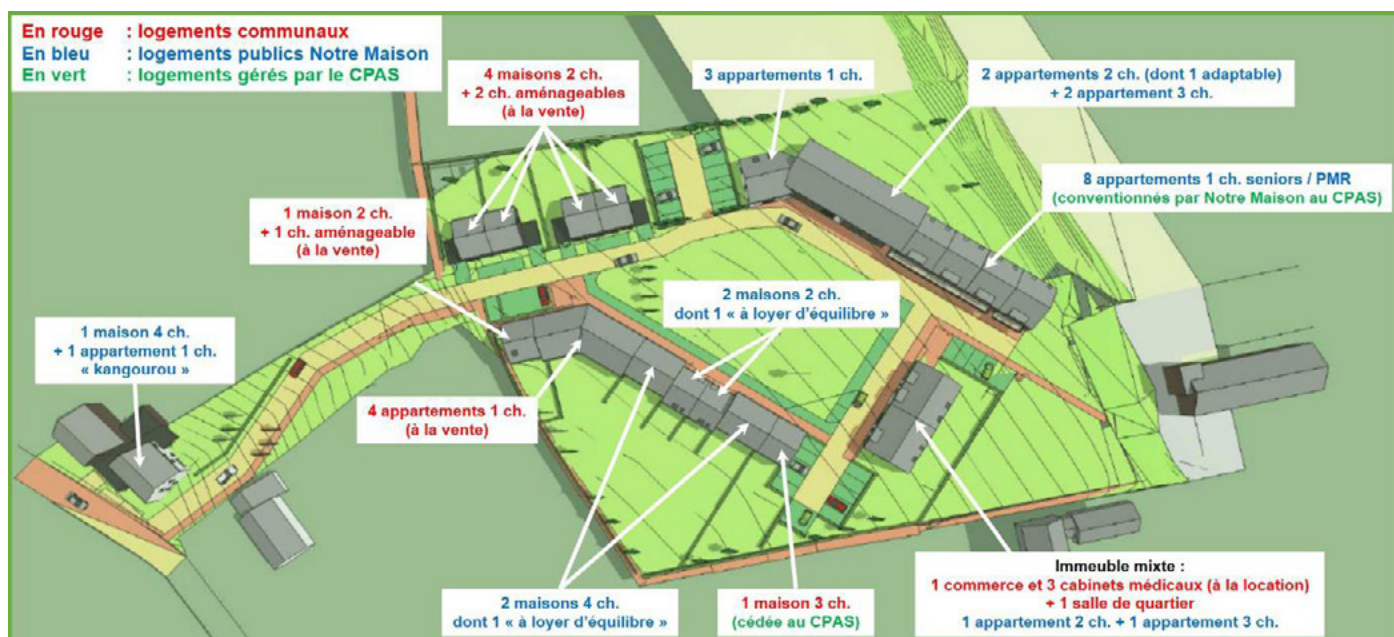 En rouge : logements communaux
En bleu : logements publics Notre Maison
En vert : logements gérés par le CPAS
4 maisons 2 ch.
+ 2 ch. aménageables
(à la vente)
3 appartements 1 ch.
2 appartements 2 ch. (dont 1 adaptable)
+ 2 appartement 3 ch.
8 appartements 1 ch. seniors / PMR
(conventionnés par Notre Maison au CPAS)
1 maison 2 ch.
+ 1 ch. aménageable
(à la vente)
2 maisons 2 ch.
dont 1 « à loyer d'équilibre »
1 maison 4 ch.
+ 1 appartement 1 ch.
« kangourou »
4 appartements 1 ch.
(à la vente)
2 maisons 4 ch.
dont 1 « à loyer d'équilibre »
1 maison 3 ch.
(cédée au CPAS)
Immeuble mixte :
1 commerce et 3 cabinets médicaux (à la location)
+ 1 salle de quartier
1 appartement 2 ch. + 1 appartement 3 ch.